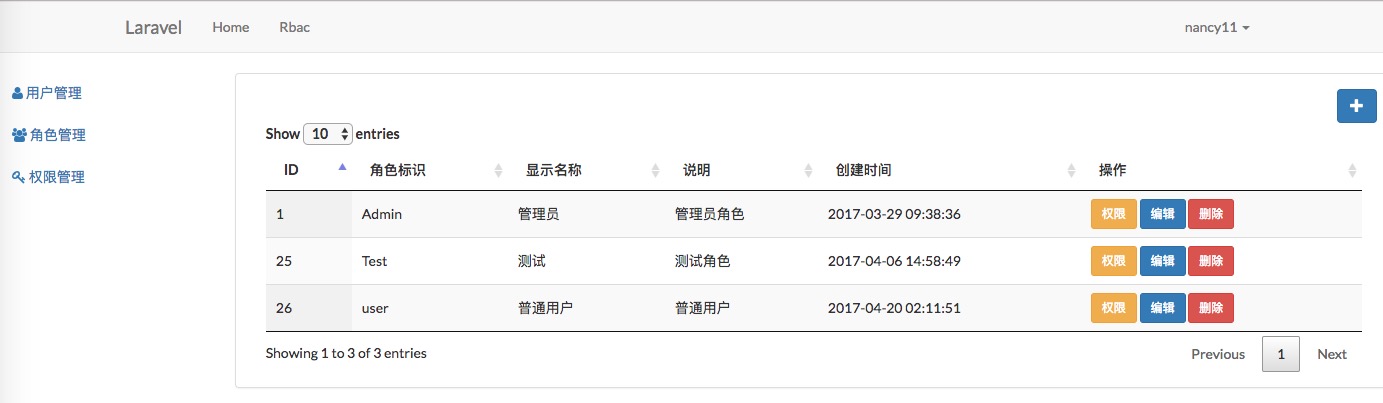 Laravel Home Rbac nancy11
用户管理
角色管理
权限管理
Show 10 entries
ID 角色标识 显示名称 说明 创建时间 操作
1 Admin 管理员 管理员角色 2017-03-29 09:38:36 权限 编辑 删除
25 Test 测试 测试角色 2017-04-06 14:58:49 权限 编辑 删除
26 user 普通用户 普通用户 2017-04-20 02:11:51 权限 编辑 删除
Showing 1 to 3 of 3 entries Previous 1 Next